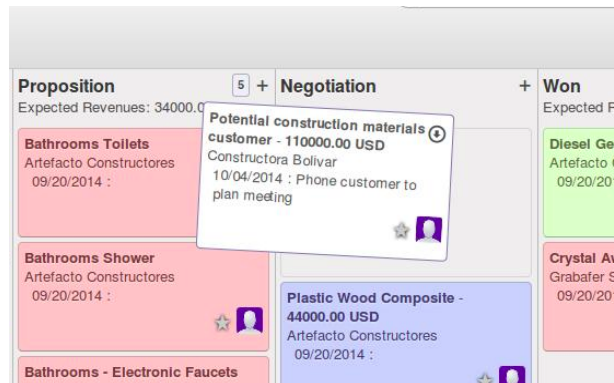 Proposition
5 +
Expected Revenues: 34000.0
Bathrooms Toilets
Artefacto Constructores
09/20/2014 :
Bathrooms Shower
Artefacto Constructores
09/20/2014 :
Bathrooms - Electronic Faucets
Potential construction materials
customer - 110000.00 USD
Constructora Bolivar
10/04/2014 : Phone customer to
plan meeting
Negotiation
+
Plastic Wood Composite -
44000.00 USD
Artefacto Constructores
09/20/2014 :
Won
Expected R
Diesel Ge
Artefacto
09/20/20
Crystal Av
Grabafer S
09/20/20